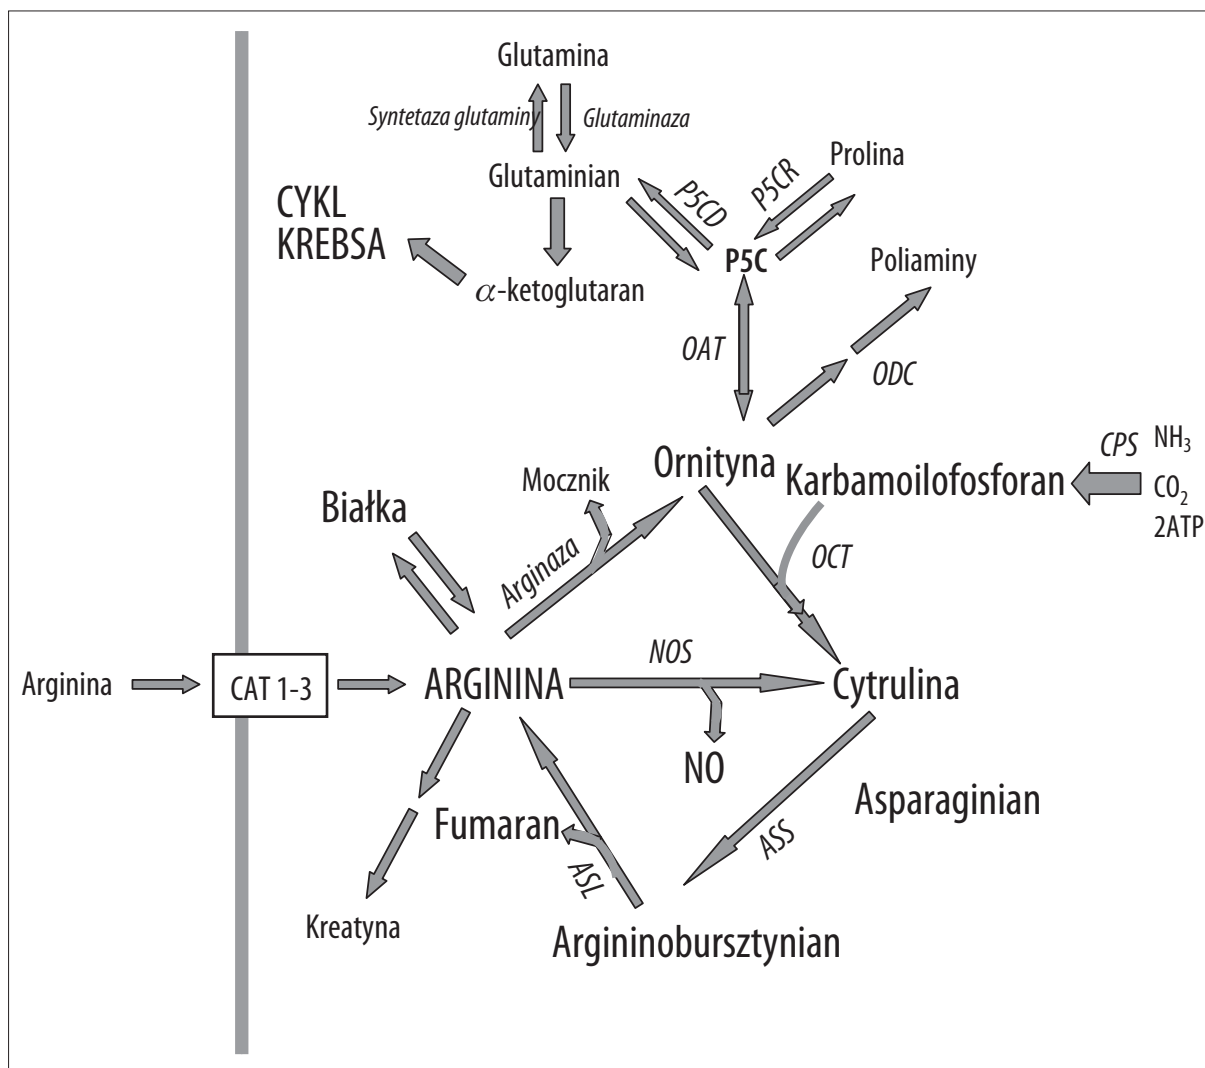 Glutamina
Syntetaza glutaminy
Glutaminaza
Prolina
Glutaminian
P5CD
P5CR
CYKL
KREBSA
P5C
Poliaminy
α-ketoglutaran
OAT
ODC
CPS
NH3
Ornityna
Mocznik
Karbamoilofosforan
CO2
Białka
2ATP
Arginaza
OCT
NOS
Arginina
CAT 1-3
ARGININA
Cytrulina
NO
Asparaginian
Fumaran
ASS
ASL
Kreatyna
Argininobursztynian